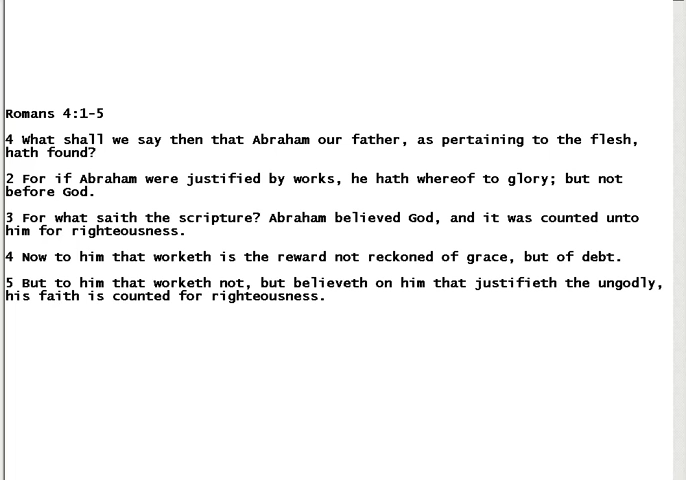 Romans 4:1-5
4 What shall we say then that Abraham our father, as pertaining to the flesh,
hath found?
2 For if Abraham were justified by works, he hath whereof to glory; but not
before God.
3 For what saith the scripture? Abraham believed God, and it was counted unto
him for righteousness.
4 Now to him that worketh is the reward not reckoned of grace, but of debt.
5 But to him that worketh not, but believeth on him that justifieth the ungodly,
his faith is counted for righteousness.